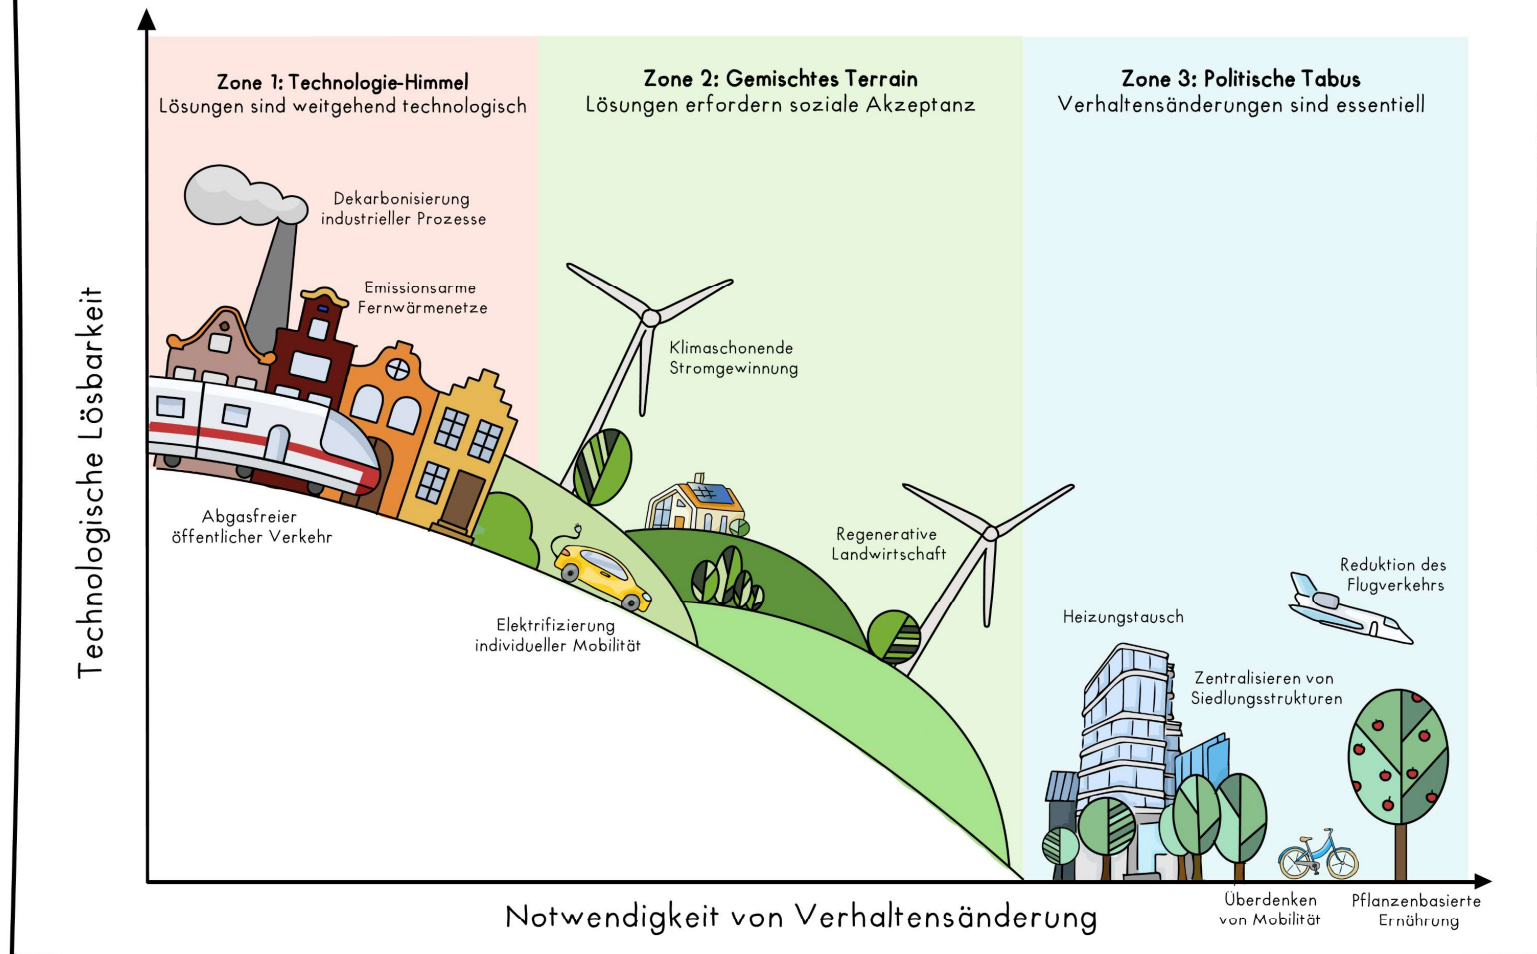 Zone 1: Technologie-Himmel
Lösungen sind weitgehend technologisch
Zone 2: Gemischtes Terrain
Lösungen erfordern soziale Akzeptanz
Zone 3: Politische Tabus
Verhaltensänderungen sind essentiell
Technologische Lösbarkeit
Dekarbonisierung
industrieller Prozesse
Emissionsarme
Fernwärmenetze
Abgasfreier
öffentlicher Verkehr
Klimaschonende
Stromgewinnung
Elektrifizierung
individueller Mobilität
Regenerative
Landwirtschaft
Heizungstausch
Reduktion des
Flugverkehrs
Zentralisieren von
Siedlungsstrukturen
Überdenken
von Mobilität
Pflanzenbasierte
Ernährung
Notwendigkeit von Verhaltensänderung